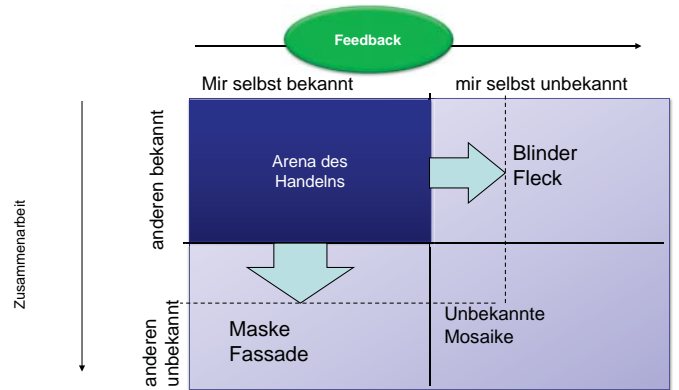 Feedback
Mir selbst bekannt
mir selbst unbekannt
anderen bekannt
Arena des
Handelns
Blinder
Fleck
Zusammenarbeit
anderen
unbekannt
Maske
Fassade
Unbekannte
Mosaike